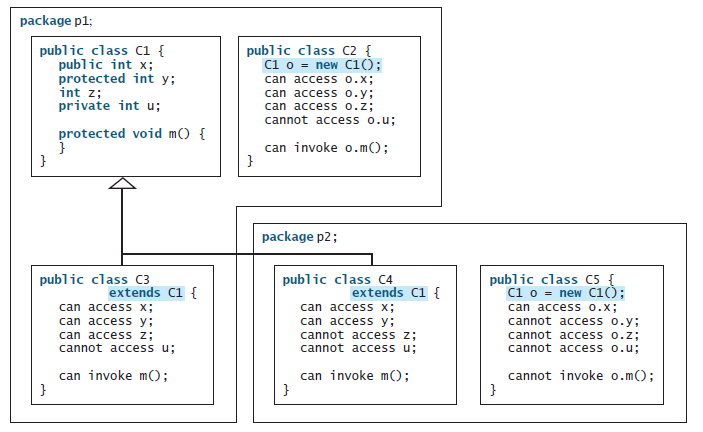 package p1;
public class C1 {
public int x;
protected int y;
int z;
private int u;
protected void m() {
}
}
public class C2 {
C1 o = new C1();
can access o.x;
can access o.y;
can access o.z;
cannot access o.u;
can invoke o.m();
}
package p2;
public class C3
extends C1 {
can access x;
can access y;
can access z;
cannot access u;
can invoke m();
}
public class C4
extends C1 {
can access x;
can access y;
cannot access z;
cannot access u;
can invoke m();
}
public class C5 {
C1 o = new C1();
can access o.x;
cannot access o.y;
cannot access o.z;
cannot access o.u;
cannot invoke o.m();
}